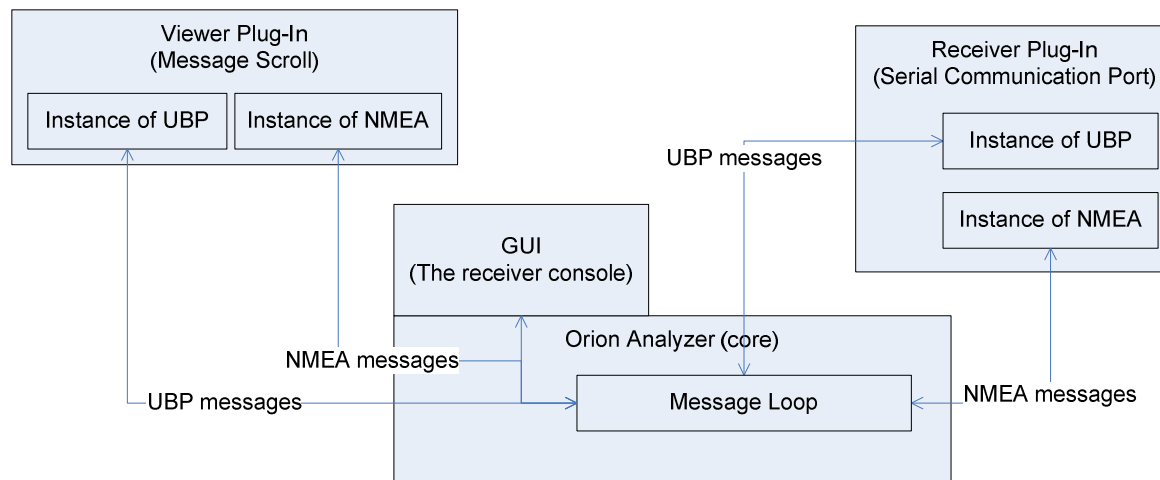 Viewer Plug-In
(Message Scroll)
Instance of UBP
Instance of NMEA
Receiver Plug-In
(Serial Communication Port)
Instance of UBP
Instance of NMEA
UBP messages
GUI
(The receiver console)
Orion Analyzer (core)
NMEA messages
UBP messages
Message Loop
NMEA messages